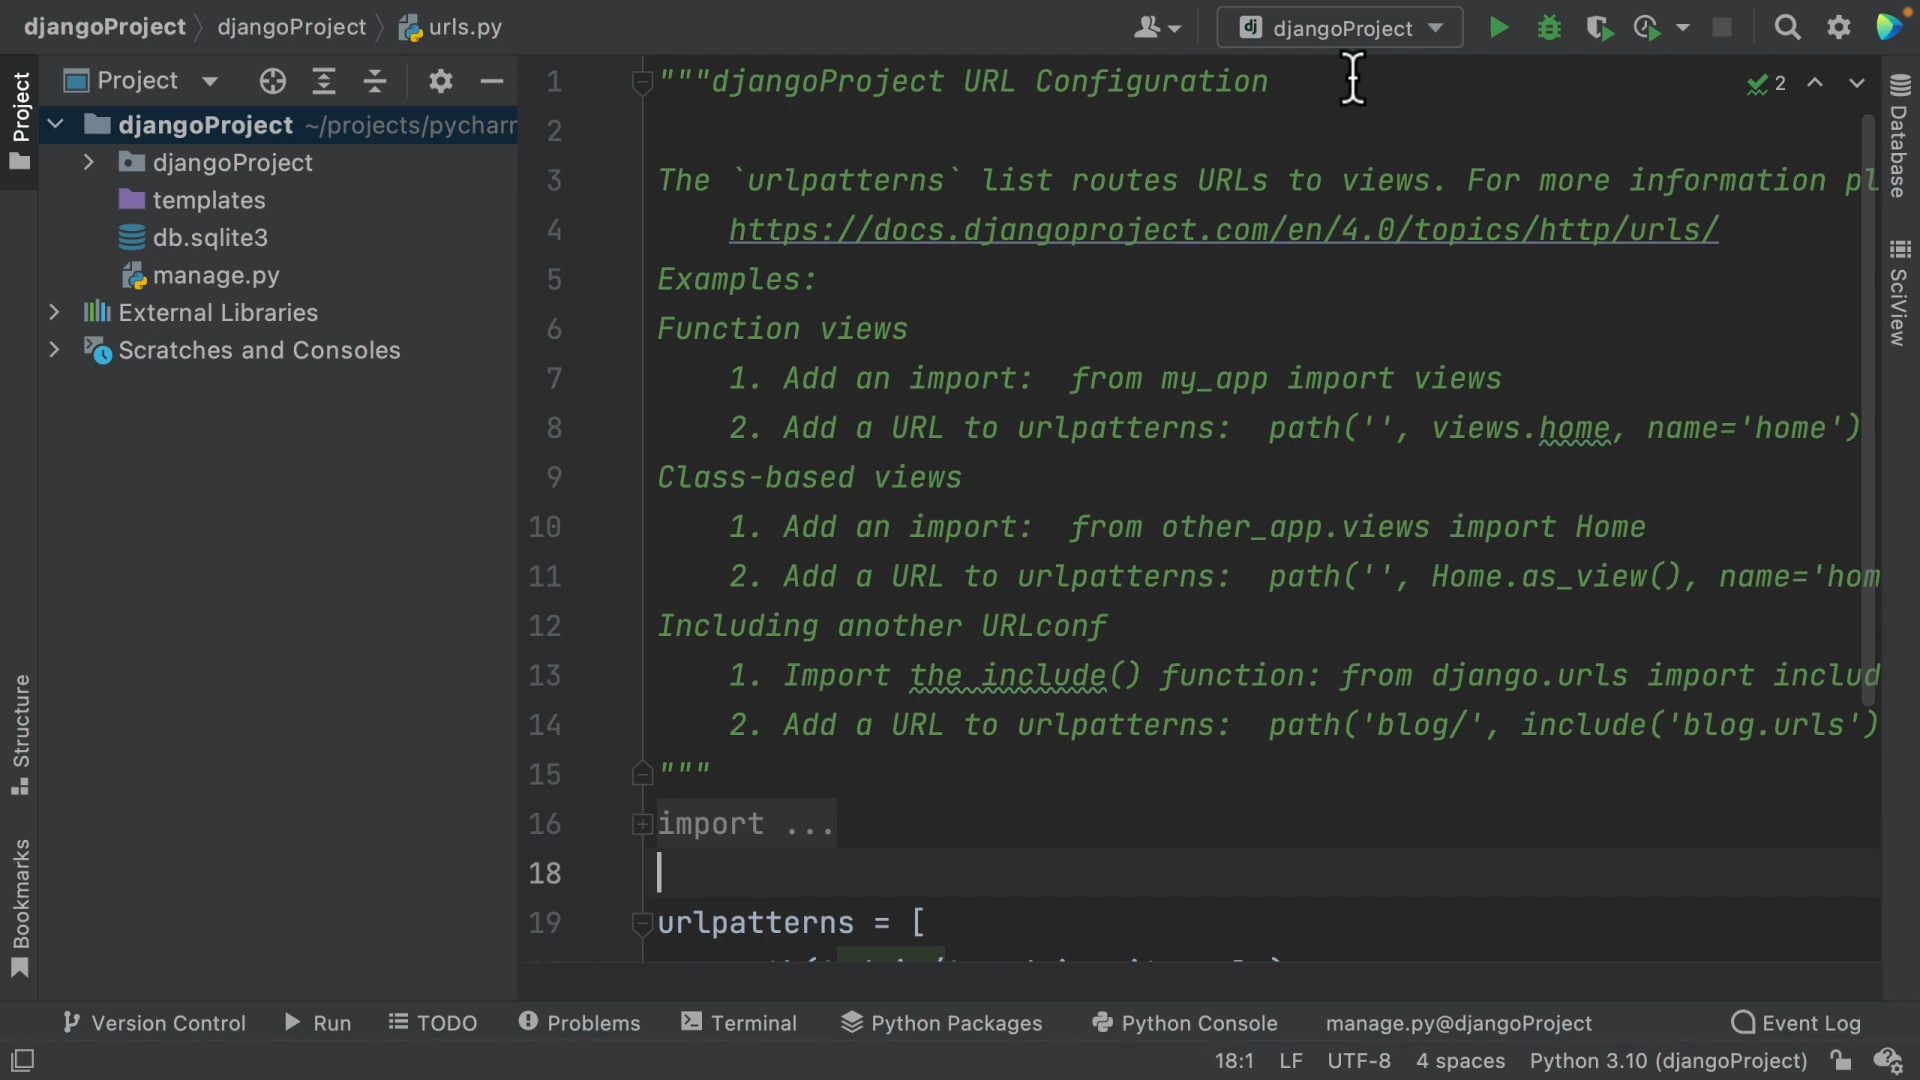 djangoProject djangoProject urls.py dj djangoProject
Project
Project
djangoProject ~/projects/pycharm
djangoProject
templates
db.sqlite3
manage.py
External Libraries
Scratches and Consoles
Structure
Bookmarks
1 """djangoProject URL Configuration
2
3 The `urlpatterns` list routes URLs to views. For more information pl
4 https://docs.djangoproject.com/en/4.0/topics/http/urls/
5 Examples:
6 Function views
7 1. Add an import: from my_app import views
8 2. Add a URL to urlpatterns: path('', views.home, name='home')
9 Class-based views
10 1. Add an import: from other_app.views import Home
11 2. Add a URL to urlpatterns: path('', Home.as_view(), name='hom
12 Including another URLconf
13 1. Import the include() function: from django.urls import includ
14 2. Add a URL to urlpatterns: path('blog/', include('blog.urls')
15 """
16 import ...
18
19 urlpatterns = [
2
Database
SciView
Version Control Run TODO Problems Terminal Python Packages Python Console manage.py@djangoProject Event Log
18:1 LF UTF-8 4 spaces Python 3.10 (djangoProject)